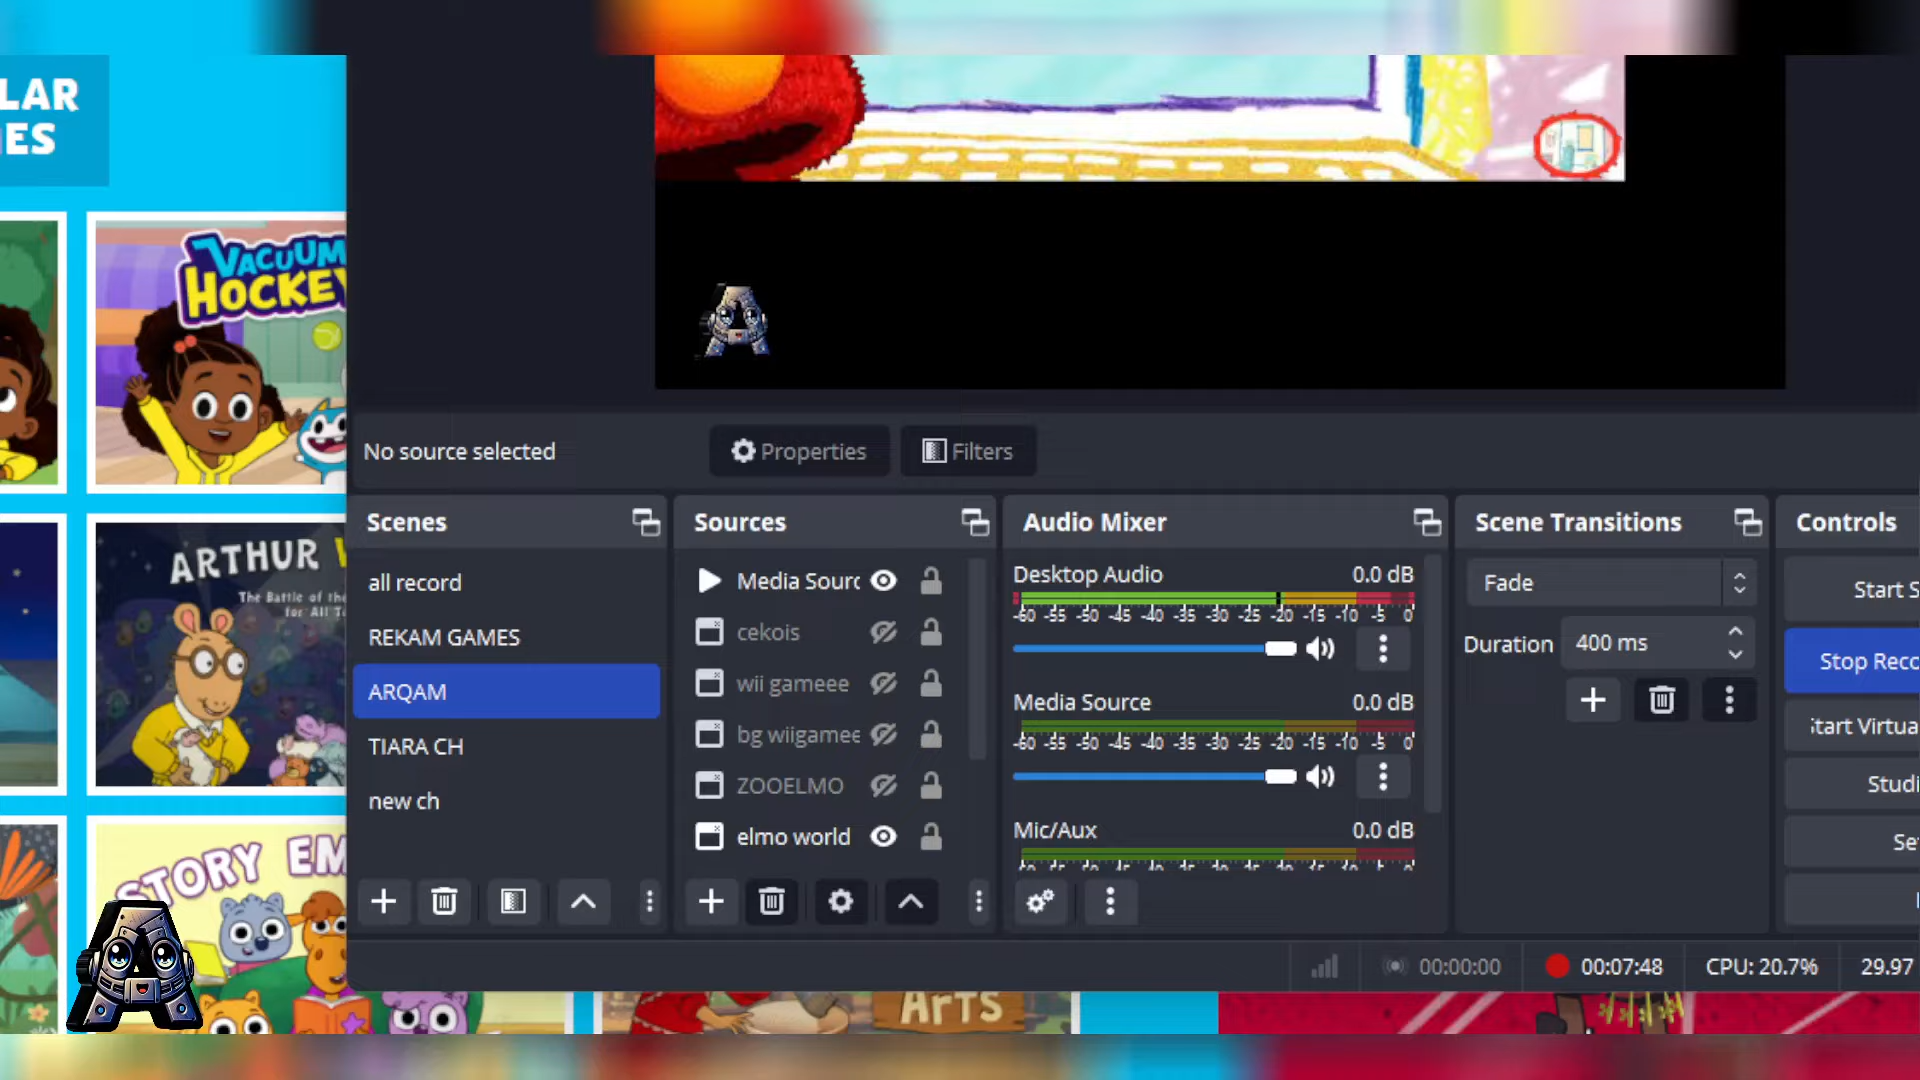 LAR
ES
VACUUM
HOCKEY
ARTHUR
The Battle of the
for All
STORY EM
ARTS
No source selected
Properties
Filters
Scenes
all record
REKAM GAMES
ARQAM
TIARA CH
new ch
Sources
Media Sourc
cekois
wii gameee
bg wiigamee
ZOOELMO
elmo world
Audio Mixer
Desktop Audio 0.0 dB
-60 -55 -50 -45 -40 -35 -30 -25 -20 -15 -10 -5 0
Media Source 0.0 dB
-60 -55 -50 -45 -40 -35 -30 -25 -20 -15 -10 -5 0
Mic/Aux 0.0 dB
Scene Transitions
Fade
Duration 400 ms
Controls
Start S
Stop Reco
Start Virtua
Studi
Se
00:00:00
00:07:48
CPU: 20.7%
29.97